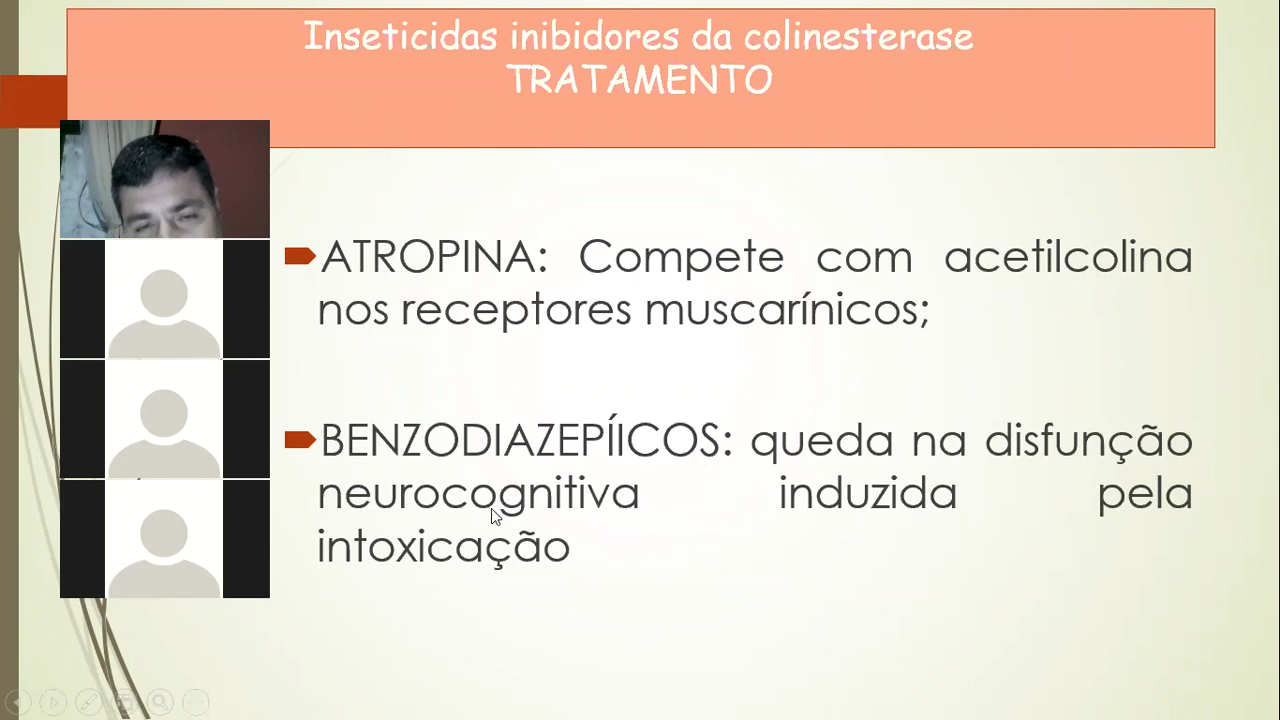 Inseticidas inibidores da colinesterase
TRATAMENTO
ATROPINA: Compete com acetilcolina
nos receptores muscarínicos;
BENZODIAZEPÍICOS: queda na disfunção
neurocognitiva induzida pela
intoxicação